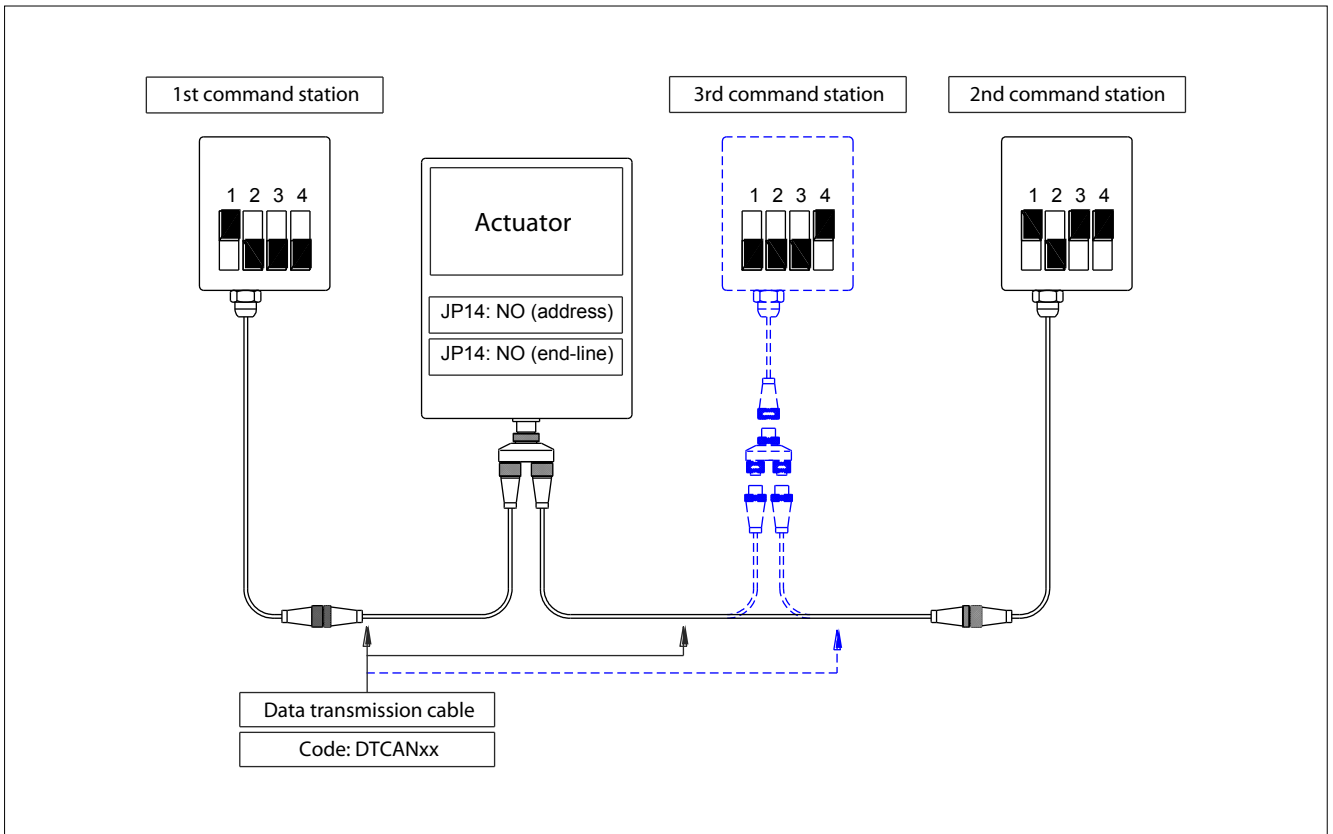 1st command station
3rd command station
2nd command station
1 2 3 4
1 2 3 4
1 2 3 4
Actuator
JP14: NO (address)
JP14: NO (end-line)
Data transmission cable
Code: DTCANxx